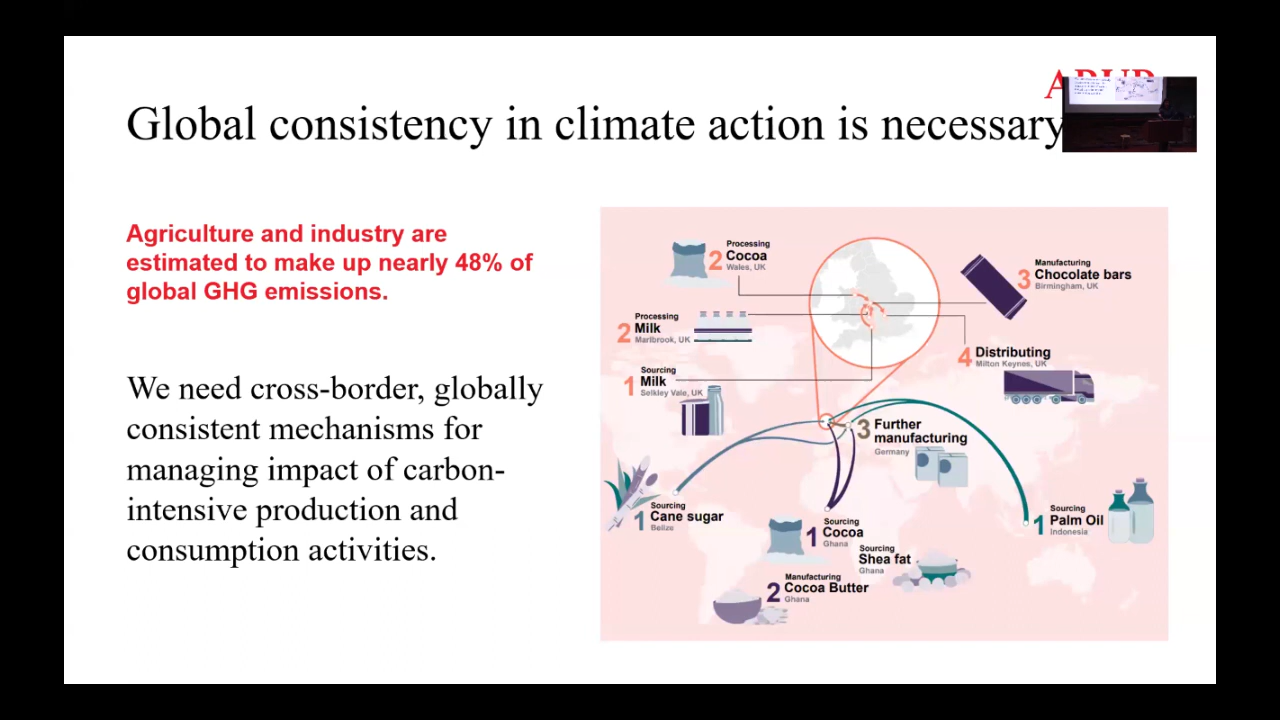 ARUP
Global consistency in climate action is necessary
Agriculture and industry are
estimated to make up nearly 48% of
global GHG emissions.
We need cross-border, globally
consistent mechanisms for
managing impact of carbon-
intensive production and
consumption activities.
Processing
2 Cocoa
Wales, UK
Manufacturing
3 Chocolate bars
Birmingham, UK
Processing
2 Milk
Marlbrook, UK
4 Distributing
Milton Keynes, UK
Sourcing
1 Milk
Selkley Vale, UK
3 Further
manufacturing
Germany
Sourcing
1 Cane sugar
Belize
Sourcing
1 Cocoa
Ghana
Sourcing
Shea fat
Ghana
Sourcing
1 Palm Oil
Indonesia
Manufacturing
2 Cocoa Butter
Ghana